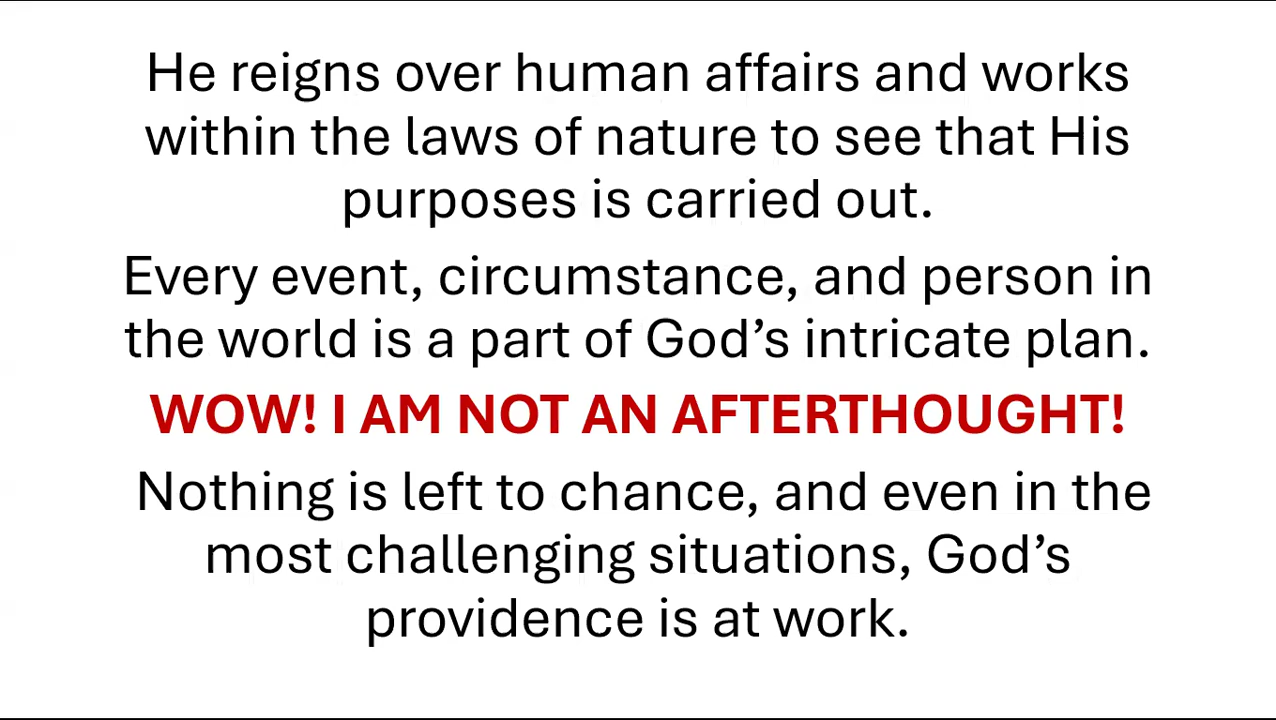 He reigns over human affairs and works
within the laws of nature to see that His
purposes is carried out.
Every event, circumstance, and person in
the world is a part of God’s intricate plan.
WOW! I AM NOT AN AFTERTHOUGHT!
Nothing is left to chance, and even in the
most challenging situations, God’s
providence is at work.